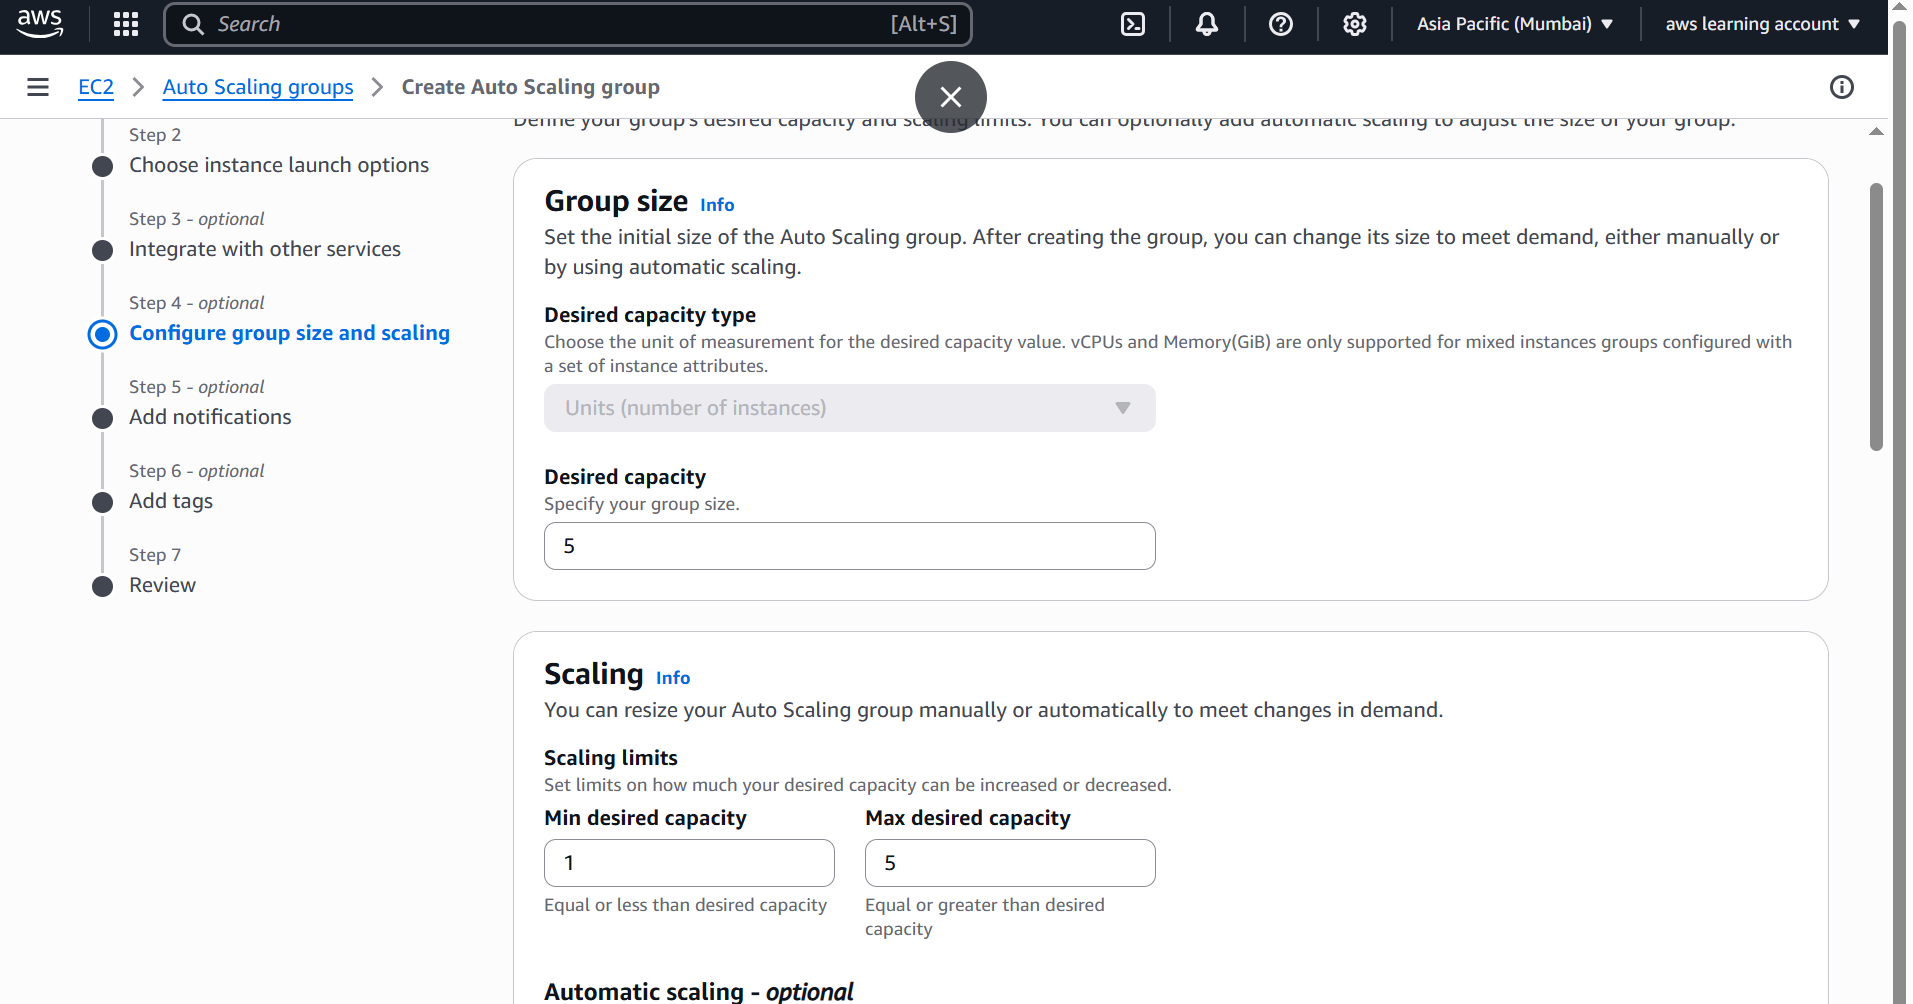 aws
Search
[Alt+S]
Asia Pacific (Mumbai)
aws learning account
EC2
Auto Scaling groups
Create Auto Scaling group
Define your group's desired capacity and scaling limits. You can optionally add automatic scaling to adjust the size of your group.
Step 2
Choose instance launch options
Step 3 - optional
Integrate with other services
Step 4 - optional
Configure group size and scaling
Step 5 - optional
Add notifications
Step 6 - optional
Add tags
Step 7
Review
Group size Info
Set the initial size of the Auto Scaling group. After creating the group, you can change its size to meet demand, either manually or
by using automatic scaling.
Desired capacity type
Choose the unit of measurement for the desired capacity value. vCPUs and Memory(GiB) are only supported for mixed instances groups configured with
a set of instance attributes.
Units (number of instances)
Desired capacity
Specify your group size.
5
Scaling Info
You can resize your Auto Scaling group manually or automatically to meet changes in demand.
Scaling limits
Set limits on how much your desired capacity can be increased or decreased.
Min desired capacity
Max desired capacity
1
5
Equal or less than desired capacity
Equal or greater than desired
capacity
Automatic scaling - optional